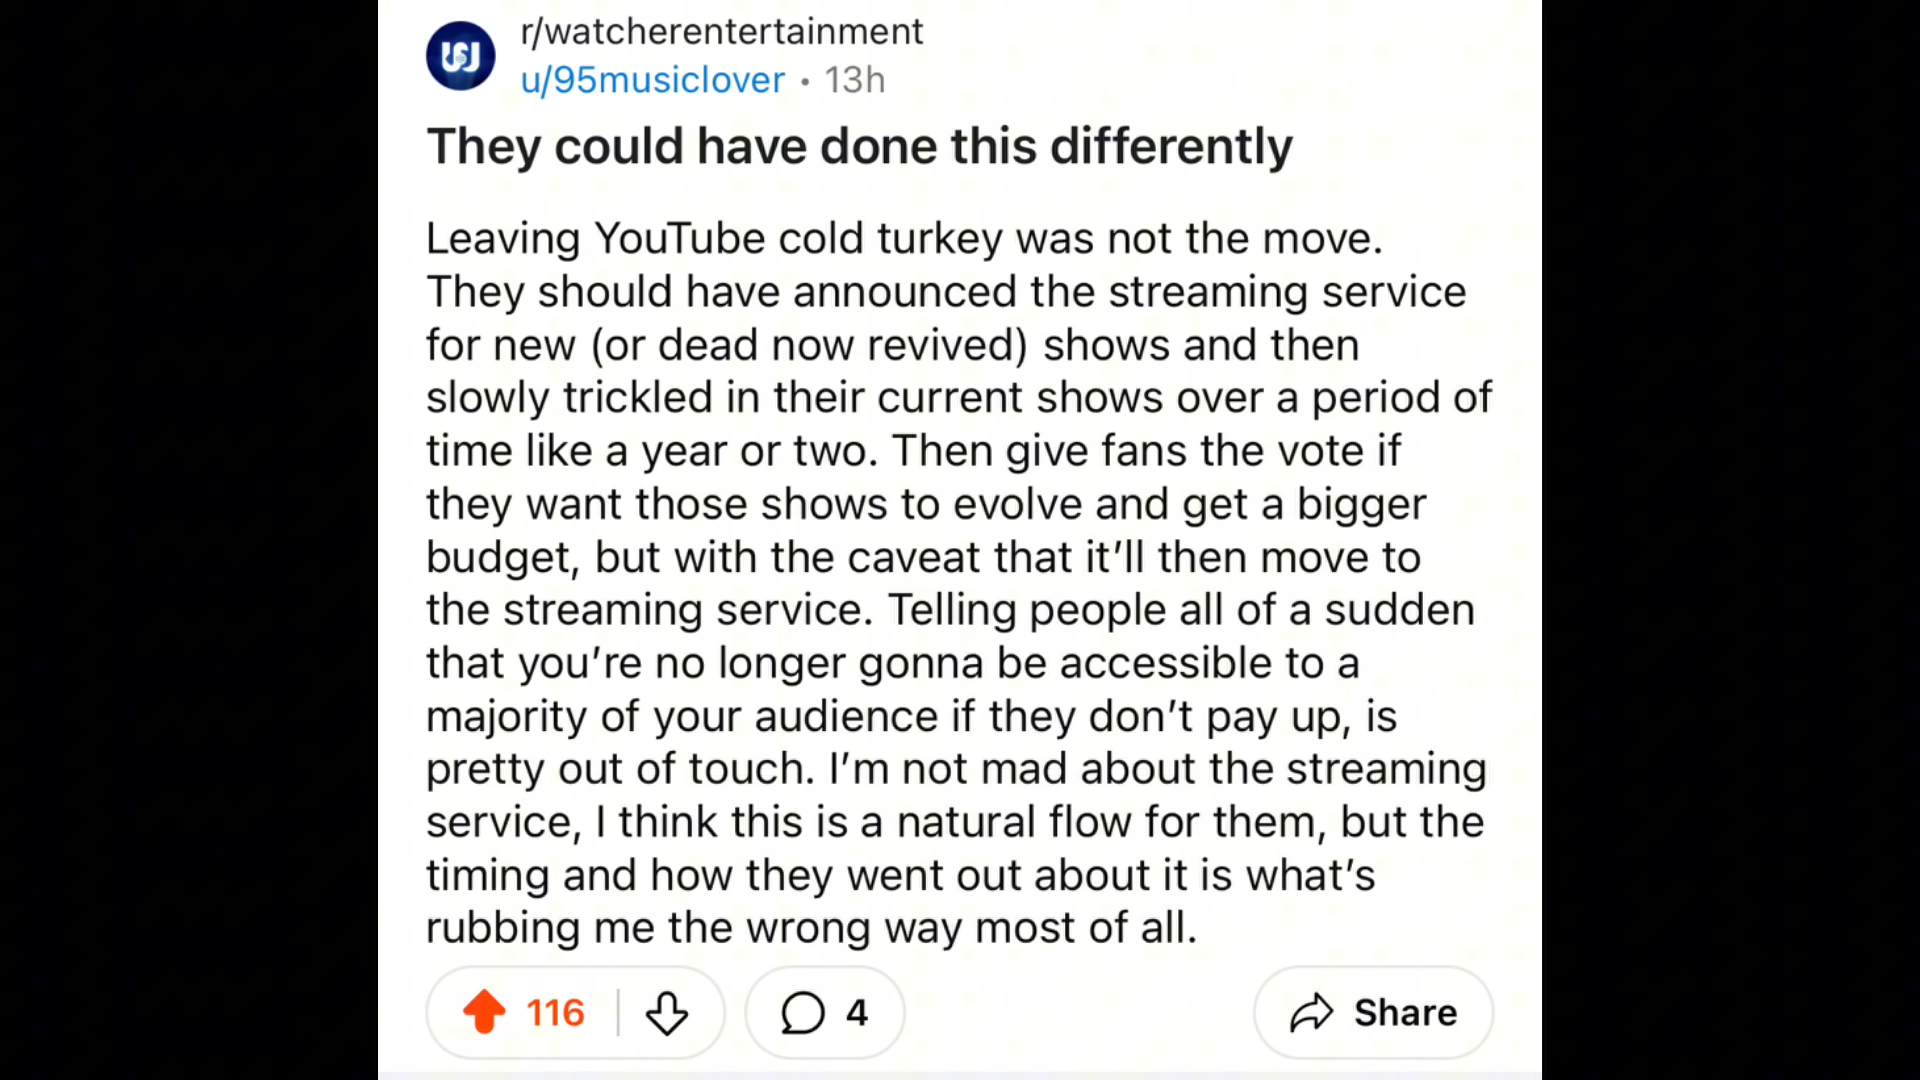 r/watcherentertainment
u/95musiclover • 13h
They could have done this differently
Leaving YouTube cold turkey was not the move.
They should have announced the streaming service
for new (or dead now revived) shows and then
slowly trickled in their current shows over a period of
time like a year or two. Then give fans the vote if
they want those shows to evolve and get a bigger
budget, but with the caveat that it’ll then move to
the streaming service. Telling people all of a sudden
that you’re no longer gonna be accessible to a
majority of your audience if they don’t pay up, is
pretty out of touch. I’m not mad about the streaming
service, I think this is a natural flow for them, but the
timing and how they went out about it is what’s
rubbing me the wrong way most of all.
116 4 Share